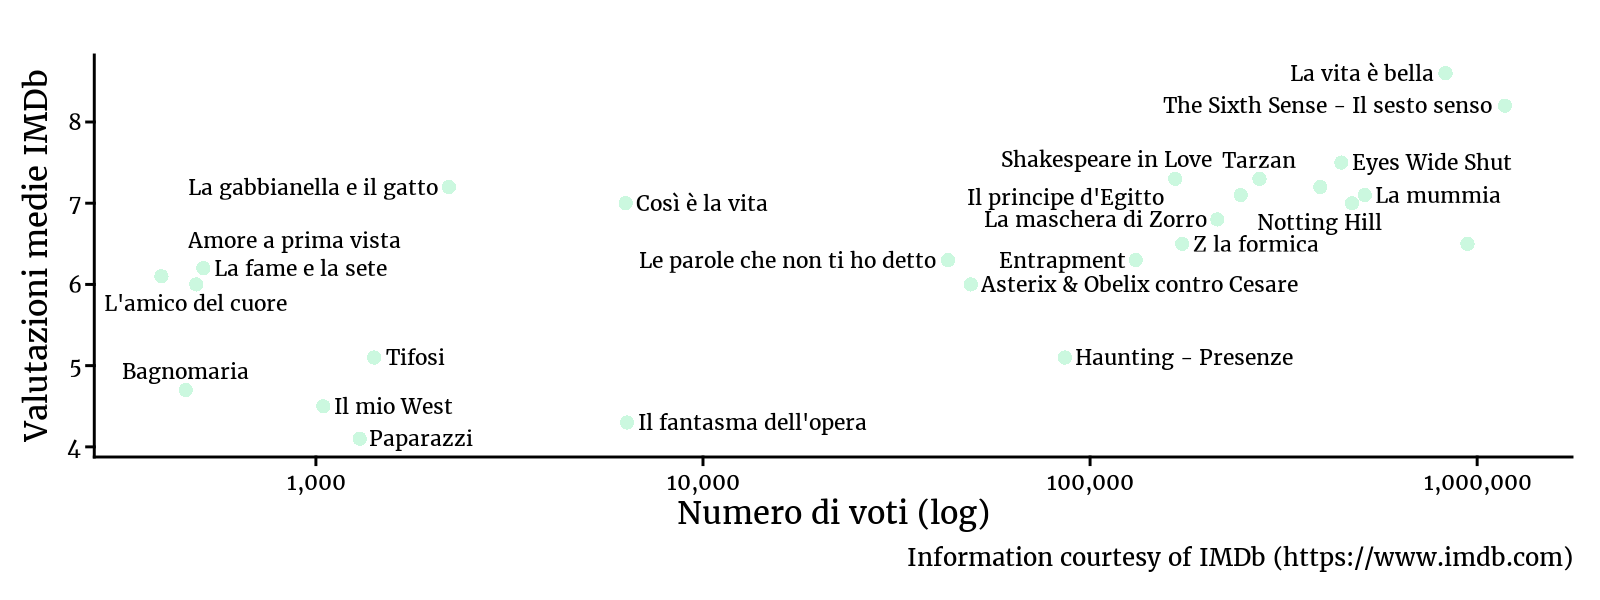 La vita è bella
The Sixth Sense - Il sesto senso
8
Shakespeare in Love
Tarzan
Eyes Wide Shut
La gabbianella e il gatto
Il principe d'Egitto
La mummia
7
Così è la vita
La maschera di Zorro
Notting Hill
Amore a prima vista
Z la formica
La fame e la sete
Le parole che non ti ho detto
Entrapment
6
Asterix & Obelix contro Cesare
L'amico del cuore
Tifosi
Haunting - Presenze
5
Bagnomaria
Il mio West
Il fantasma dell'opera
Paparazzi
4
Valutazioni medie IMDb
1,000
10,000
100,000
1,000,000
Numero di voti (log)
Information courtesy of IMDb (https://www.imdb.com)